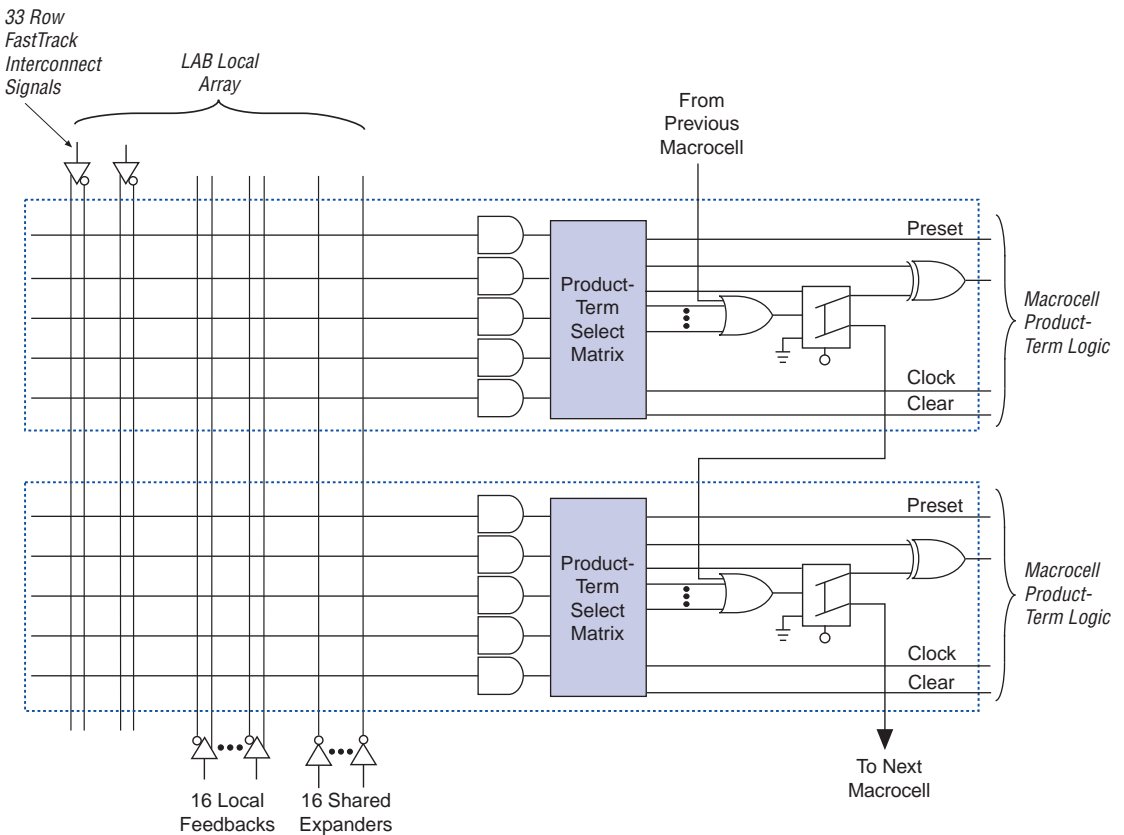 33 Row
FastTrack
Interconnect
Signals
LAB Local
Array
From
Previous
Macrocell
Product-
Term
Select
Matrix
Preset
Clock
Clear
Macrocell
Product-
Term Logic
Product-
Term
Select
Matrix
Preset
Clock
Clear
Macrocell
Product-
Term Logic
16 Local
Feedbacks
16 Shared
Expanders
To Next
Macrocell